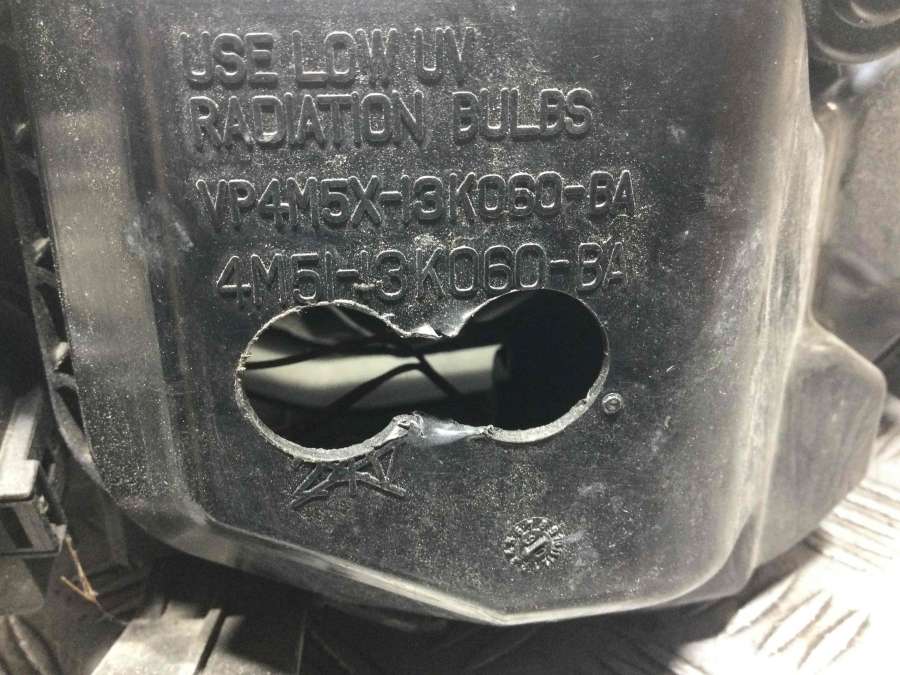 USE LOW UV
RADIATION BULBS
VP4M5X-13K060-BA
4M51-13K060-BA